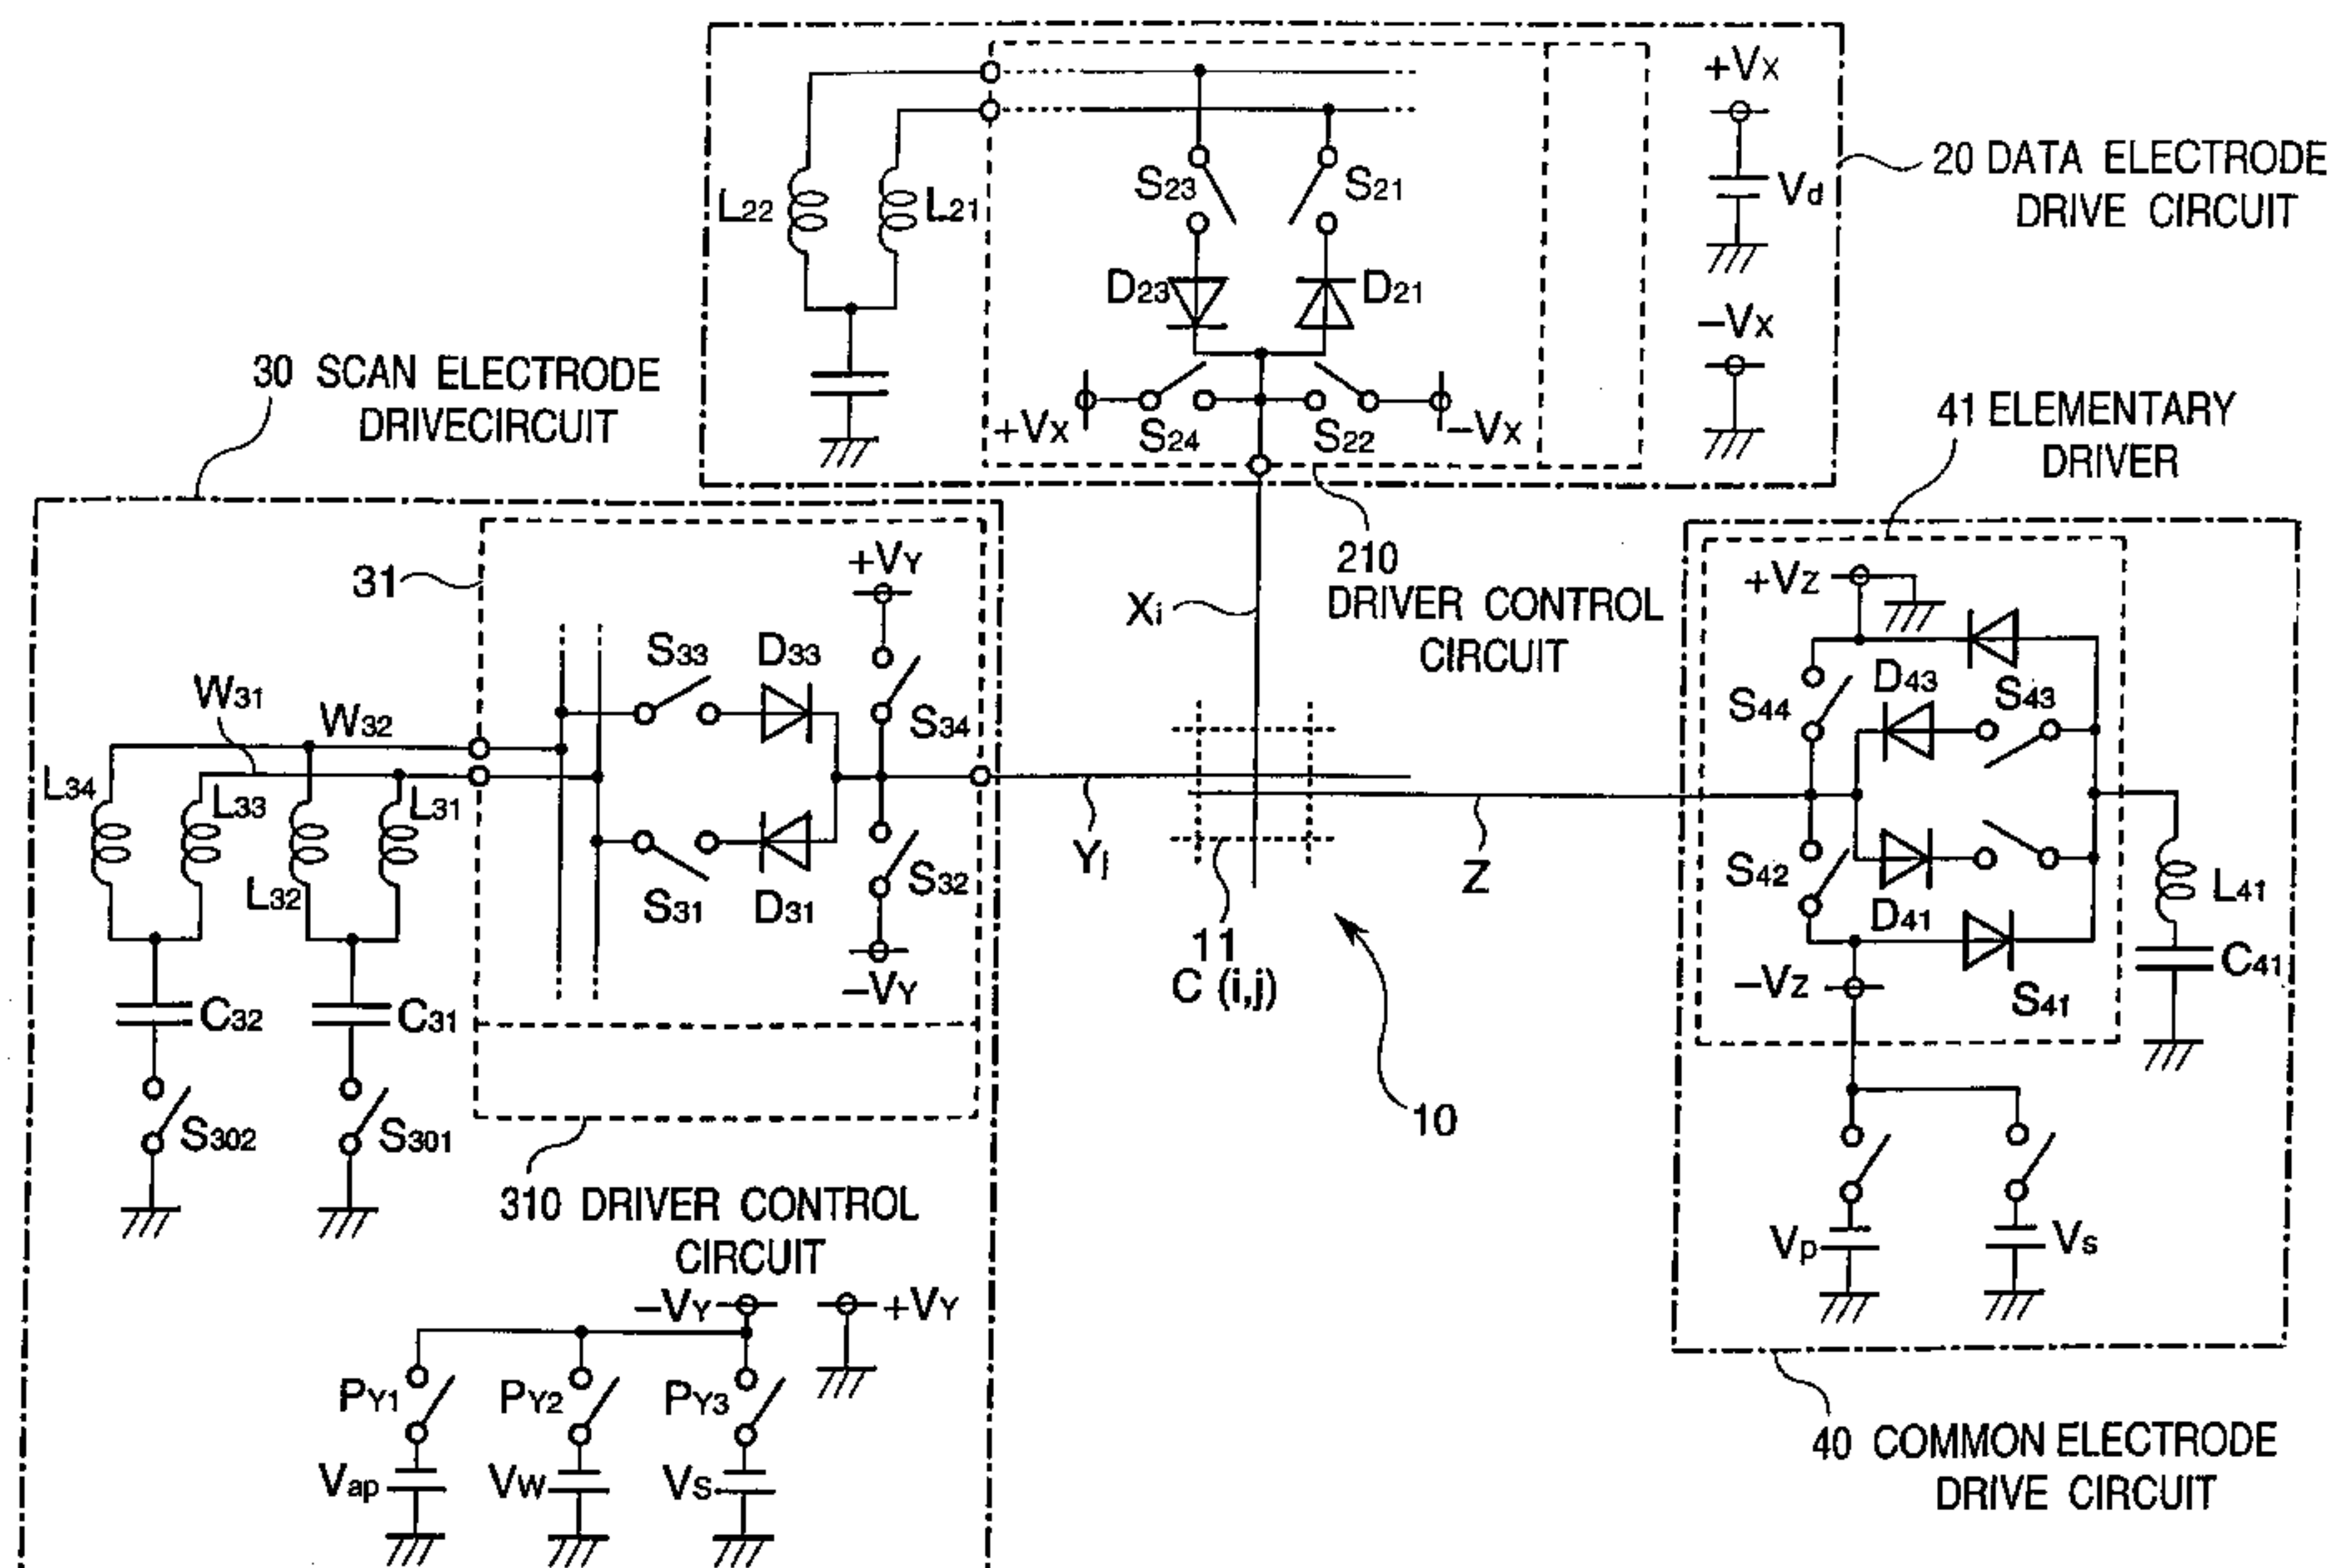 +VX
20 DATA ELECTRODE
DRIVE CIRCUIT
S23
S21
Vd
L22
L21
D23
D21
-VX
30 SCAN ELECTRODE
DRIVECIRCUIT
+VX
S24
S22
-VX
41 ELEMENTARY
DRIVER
210
DRIVER CONTROL
CIRCUIT
31
+VY
Xi
+VZ
S33
D33
S34
S44
D43
S43
W31
W32
L34
L33
L31
L32
S31
D31
S32
Yj
Z
S42
D41
L41
-VY
11
C (i,j)
-VZ
S41
C41
C32
C31
S302
S301
10
310 DRIVER CONTROL
CIRCUIT
Vp
Vs
-VY
+VY
PY1
PY2
PY3
Vap
VW
VS
40 COMMON ELECTRODE
DRIVE CIRCUIT